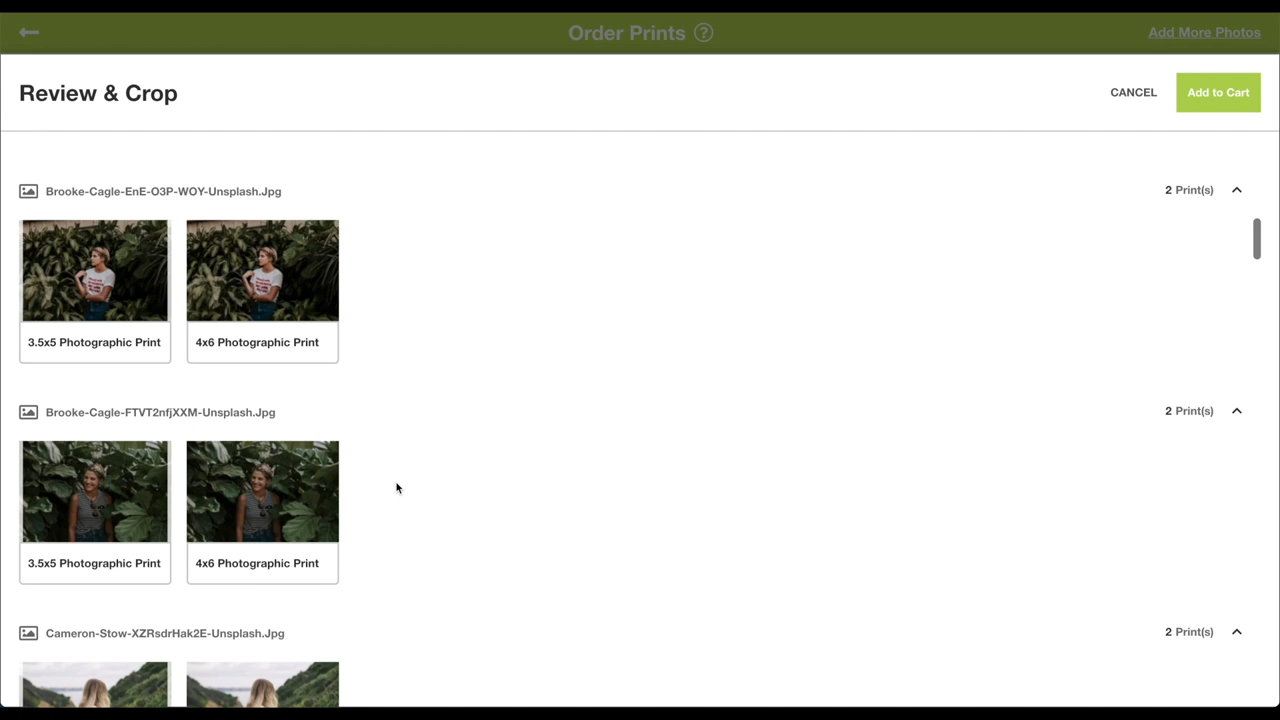 Order Prints ?
Add More Photos
Review & Crop
CANCEL
Add to Cart
Brooke-Cagle-EnE-O3P-WOY-Unsplash.Jpg
2 Print(s)
3.5x5 Photographic Print
4x6 Photographic Print
Brooke-Cagle-FTVT2nfjXXM-Unsplash.Jpg
2 Print(s)
3.5x5 Photographic Print
4x6 Photographic Print
Cameron-Stow-XZRsdrHak2E-Unsplash.Jpg
2 Print(s)